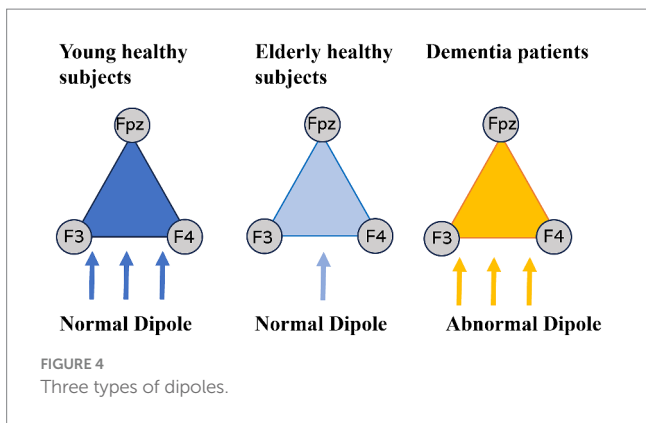 Young healthy
subjects
Elderly healthy
subjects
Dementia patients
Fpz
Fpz
Fpz
F3
F4
F3
F4
F3
F4
Normal Dipole
Normal Dipole
Abnormal Dipole
FIGURE 4
Three types of dipoles.